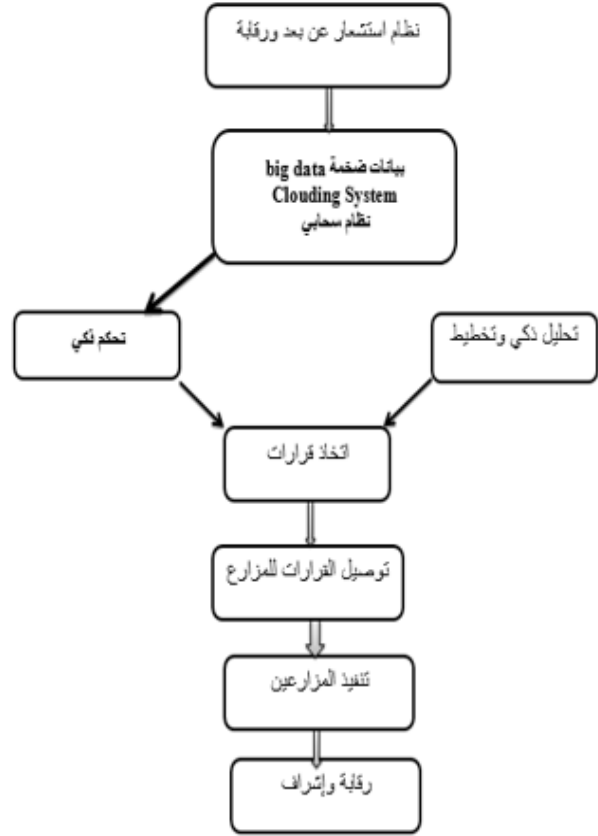 نظام استشعار عن بعد ورقابة
بيانات ضخمة big data
Clouding System
نظام سحابي
تحكم ذكي
تحليل ذكي وتخطيط
اتخاذ قرارات
توصيل القرارات للمزارع
تنفيذ المزارعين
رقابة وإشراف